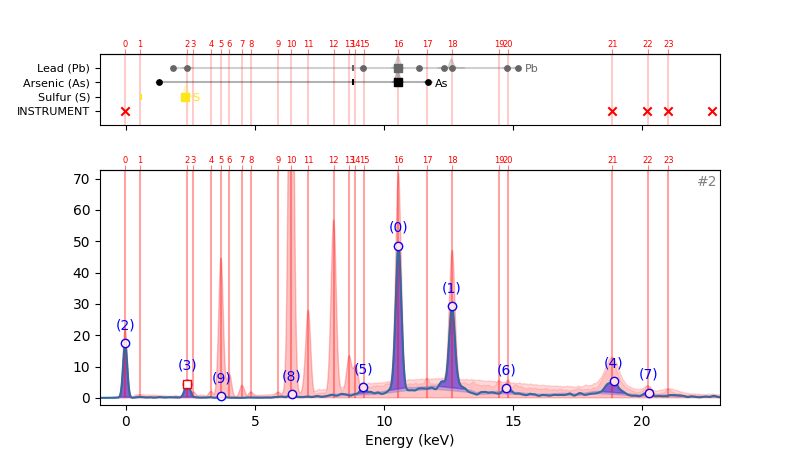 0 1 2 3 4 5 6 7 8 9 10 11 12 13 14 15 16 17 18 19 20 21 22 23
Lead (Pb) Pb
Arsenic (As) As
Sulfur (S) S
INSTRUMENT
0 1 2 3 4 5 6 7 8 9 10 11 12 13 14 15 16 17 18 19 20 21 22 23
#2
70
60
50
(0)
40
30
(1)
20
(2)
10
(3)
(9)
(8)
(5)
(6)
(4)
(7)
0
0 5 10 15 20
Energy (keV)